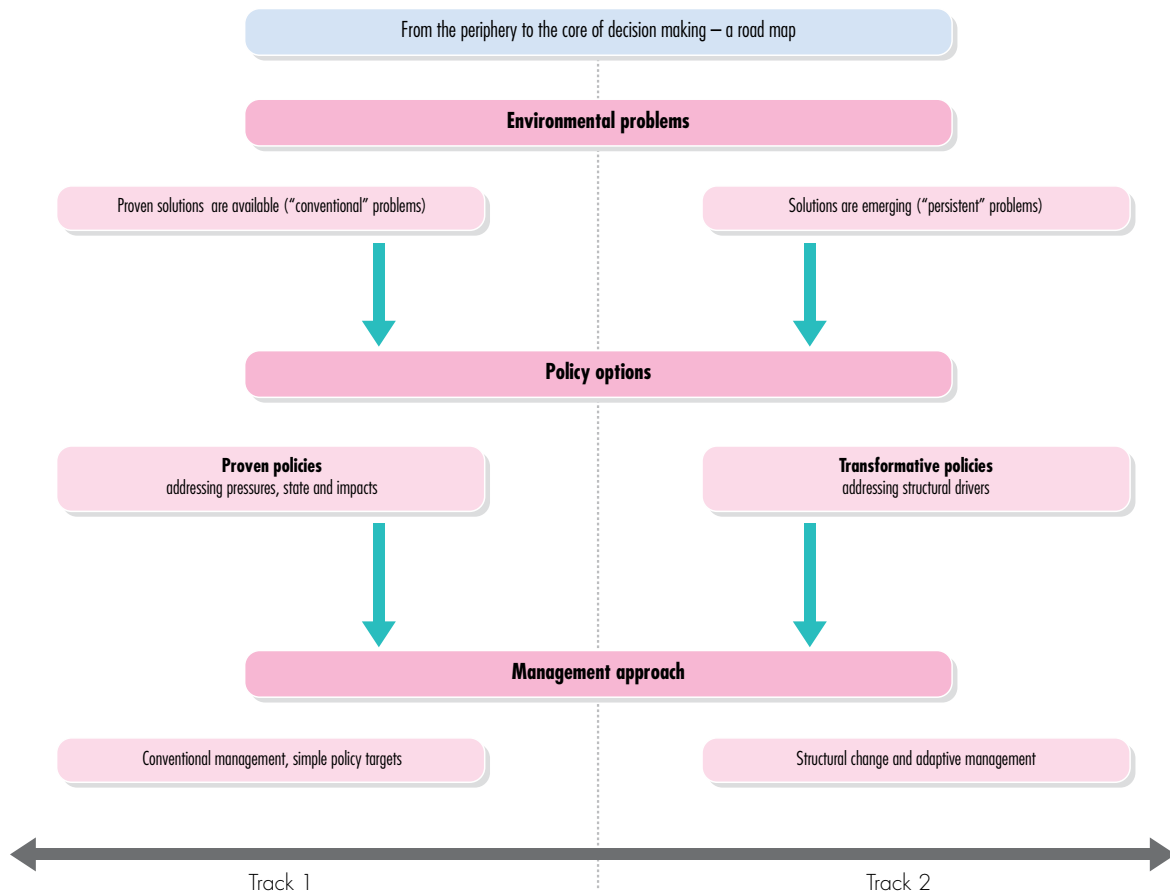 From the periphery to the core of decision making – a road map
Environmental problems
Proven solutions are available (“conventional” problems)
Solutions are emerging (“persistent” problems)
Policy options
Proven policies
addressing pressures, state and impacts
Transformative policies
addressing structural drivers
Management approach
Conventional management, simple policy targets
Structural change and adaptive management
Track 1
Track 2